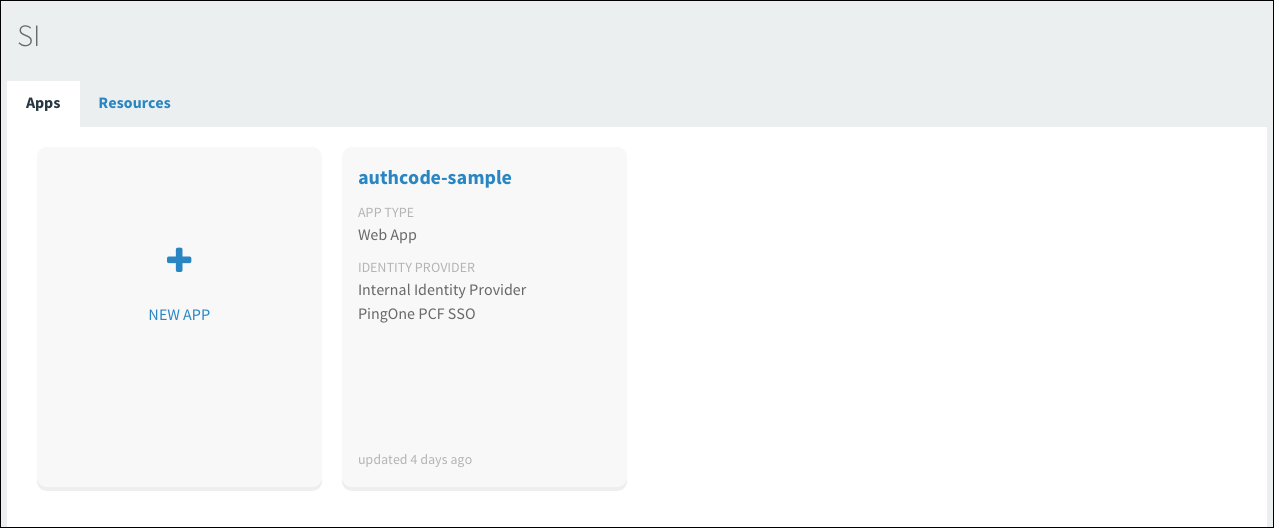 SI
Apps
Resources
NEW APP
authcode-sample
APP TYPE
Web App
IDENTITY PROVIDER
Internal Identity Provider
PingOne PCF SSO
updated 4 days ago